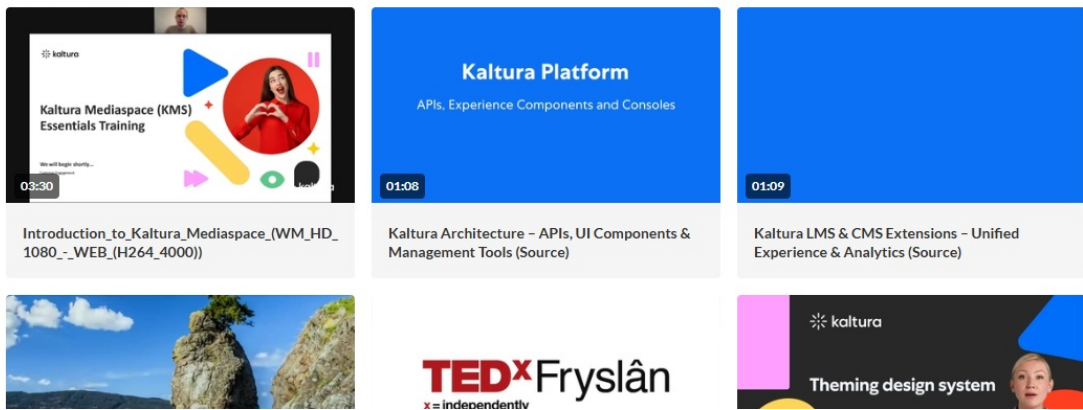 kaltura
Kaltura Mediaspace (KMS)
Essentials Training
We will begin shortly...
03:30
Introduction_to_Kaltura_Mediaspace_(WM_HD_
1080_-_WEB_(H264_4000))
Kaltura Platform
APIs, Experience Components and Consoles
01:08
Kaltura Architecture – APIs, UI Components &
Management Tools (Source)
01:09
Kaltura LMS & CMS Extensions – Unified
Experience & Analytics (Source)
TEDxFryslân
x = independently
kaltura
Theming design system